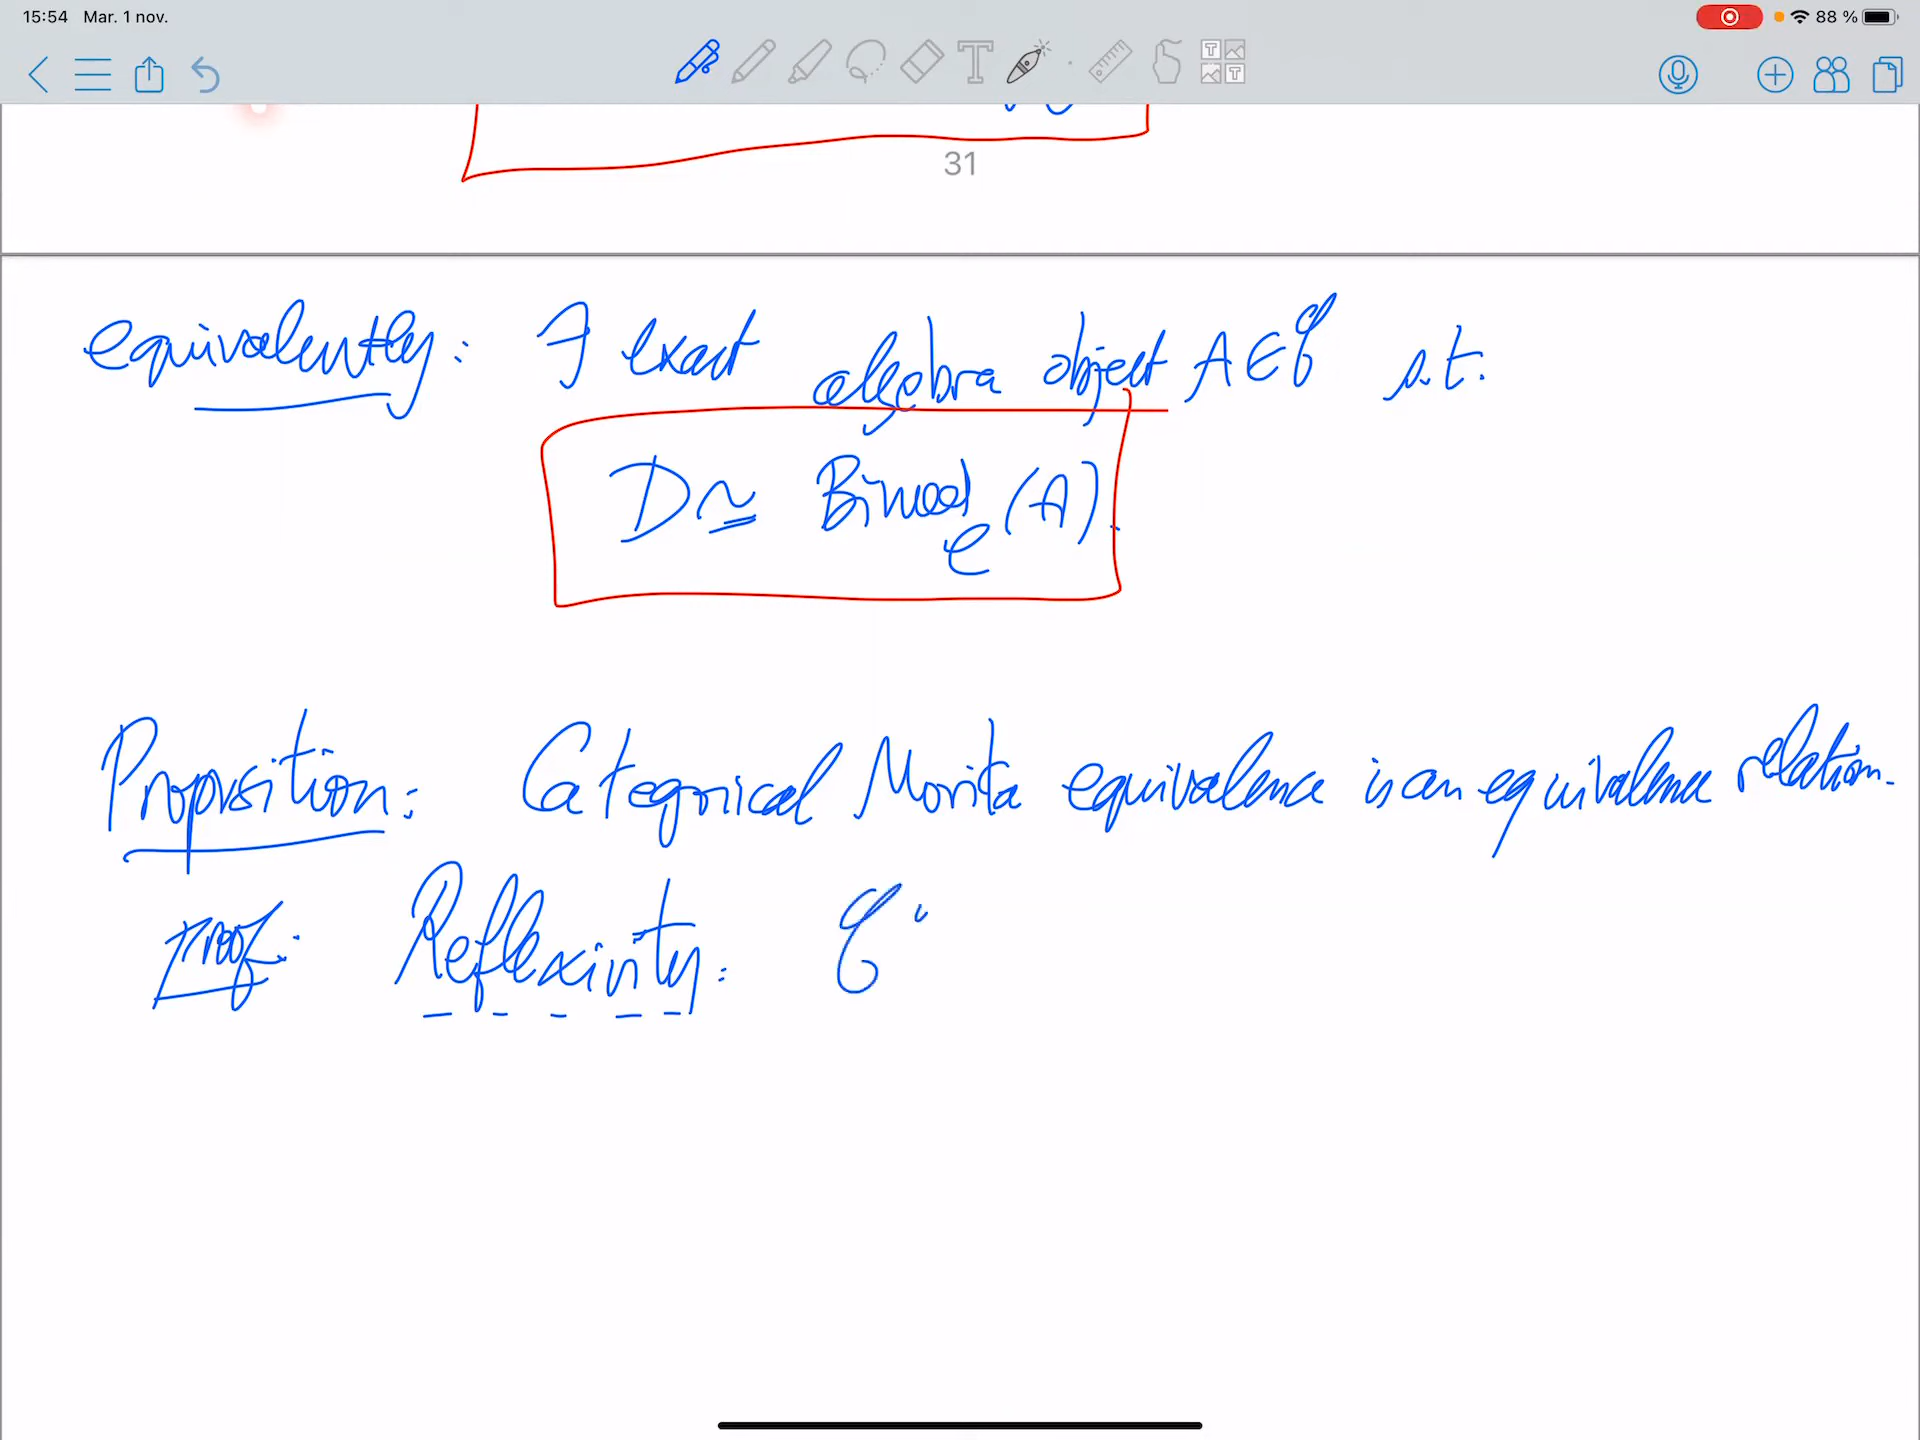 15:54 Mar. 1 nov. 88 %
31
equivalently: ∃ exact algebra object A ∈ 𝒞 s.t.
D ≃ Bimod_𝒞 (A).
Proposition: Categorical Morita equivalence is an equivalence relation.
Proof: Reflexivity: 𝒞